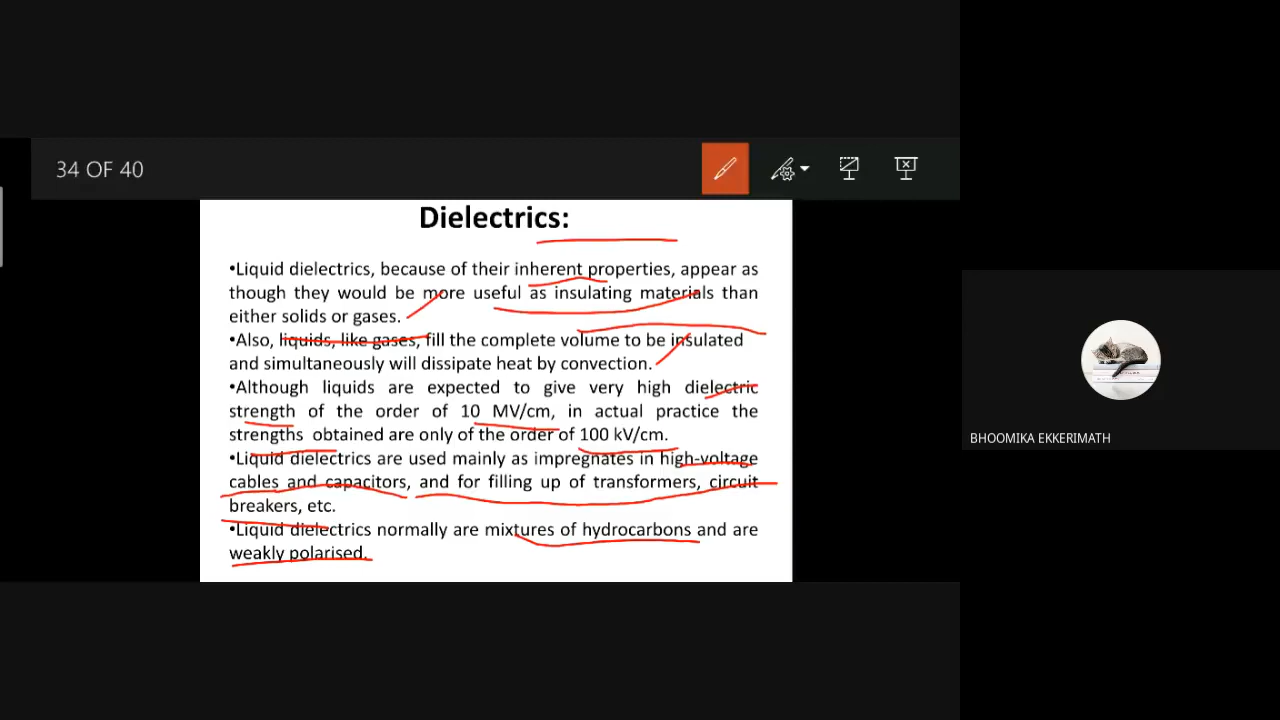 34 OF 40
Dielectrics:
•Liquid dielectrics, because of their inherent properties, appear as
though they would be more useful as insulating materials than
either solids or gases.
•Also, liquids, like gases, fill the complete volume to be insulated
and simultaneously will dissipate heat by convection.
•Although liquids are expected to give very high dielectric
strength of the order of 10 MV/cm, in actual practice the
strengths obtained are only of the order of 100 kV/cm.
•Liquid dielectrics are used mainly as impregnates in high-voltage
cables and capacitors, and for filling up of transformers, circuit
breakers, etc.
•Liquid dielectrics normally are mixtures of hydrocarbons and are
weakly polarised.
BHOOMIKA EKKERIMATH